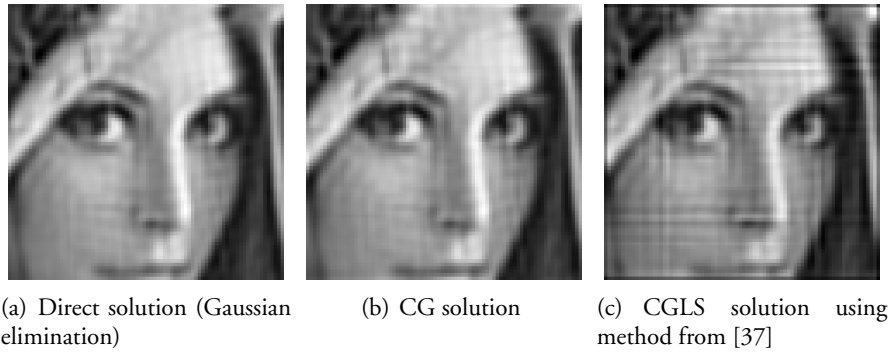 (a) Direct solution (Gaussian
elimination)
(b) CG solution
(c) CGLS solution using
method from [37]